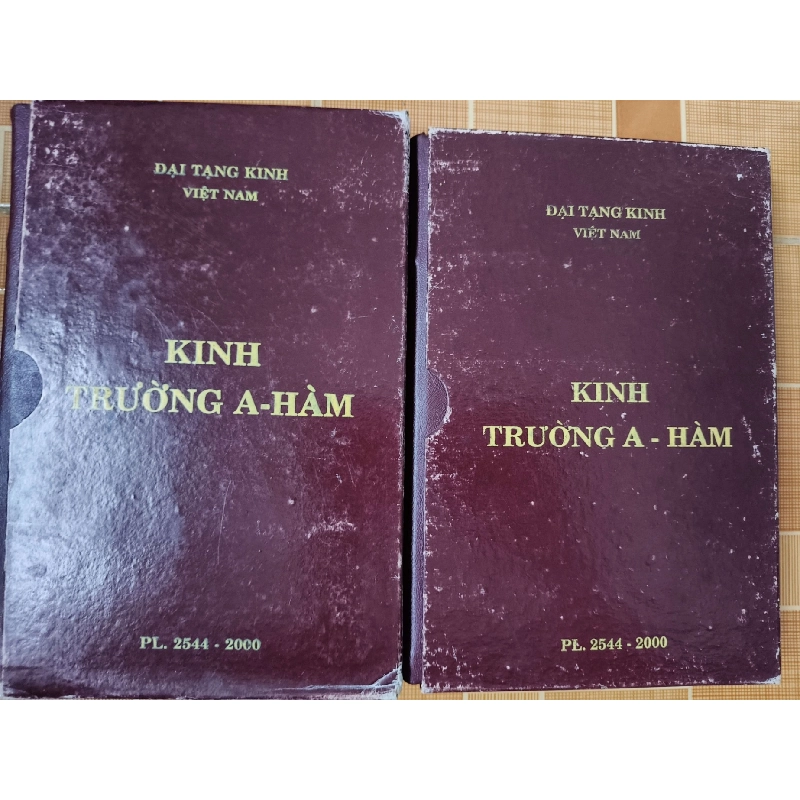 ĐẠI TẠNG KINH
VIỆT NAM
KINH
TRƯỜNG A-HÀM
PL. 2544 - 2000
ĐẠI TẠNG KINH
VIỆT NAM
KINH
TRƯỜNG A - HÀM
PL. 2544 - 2000